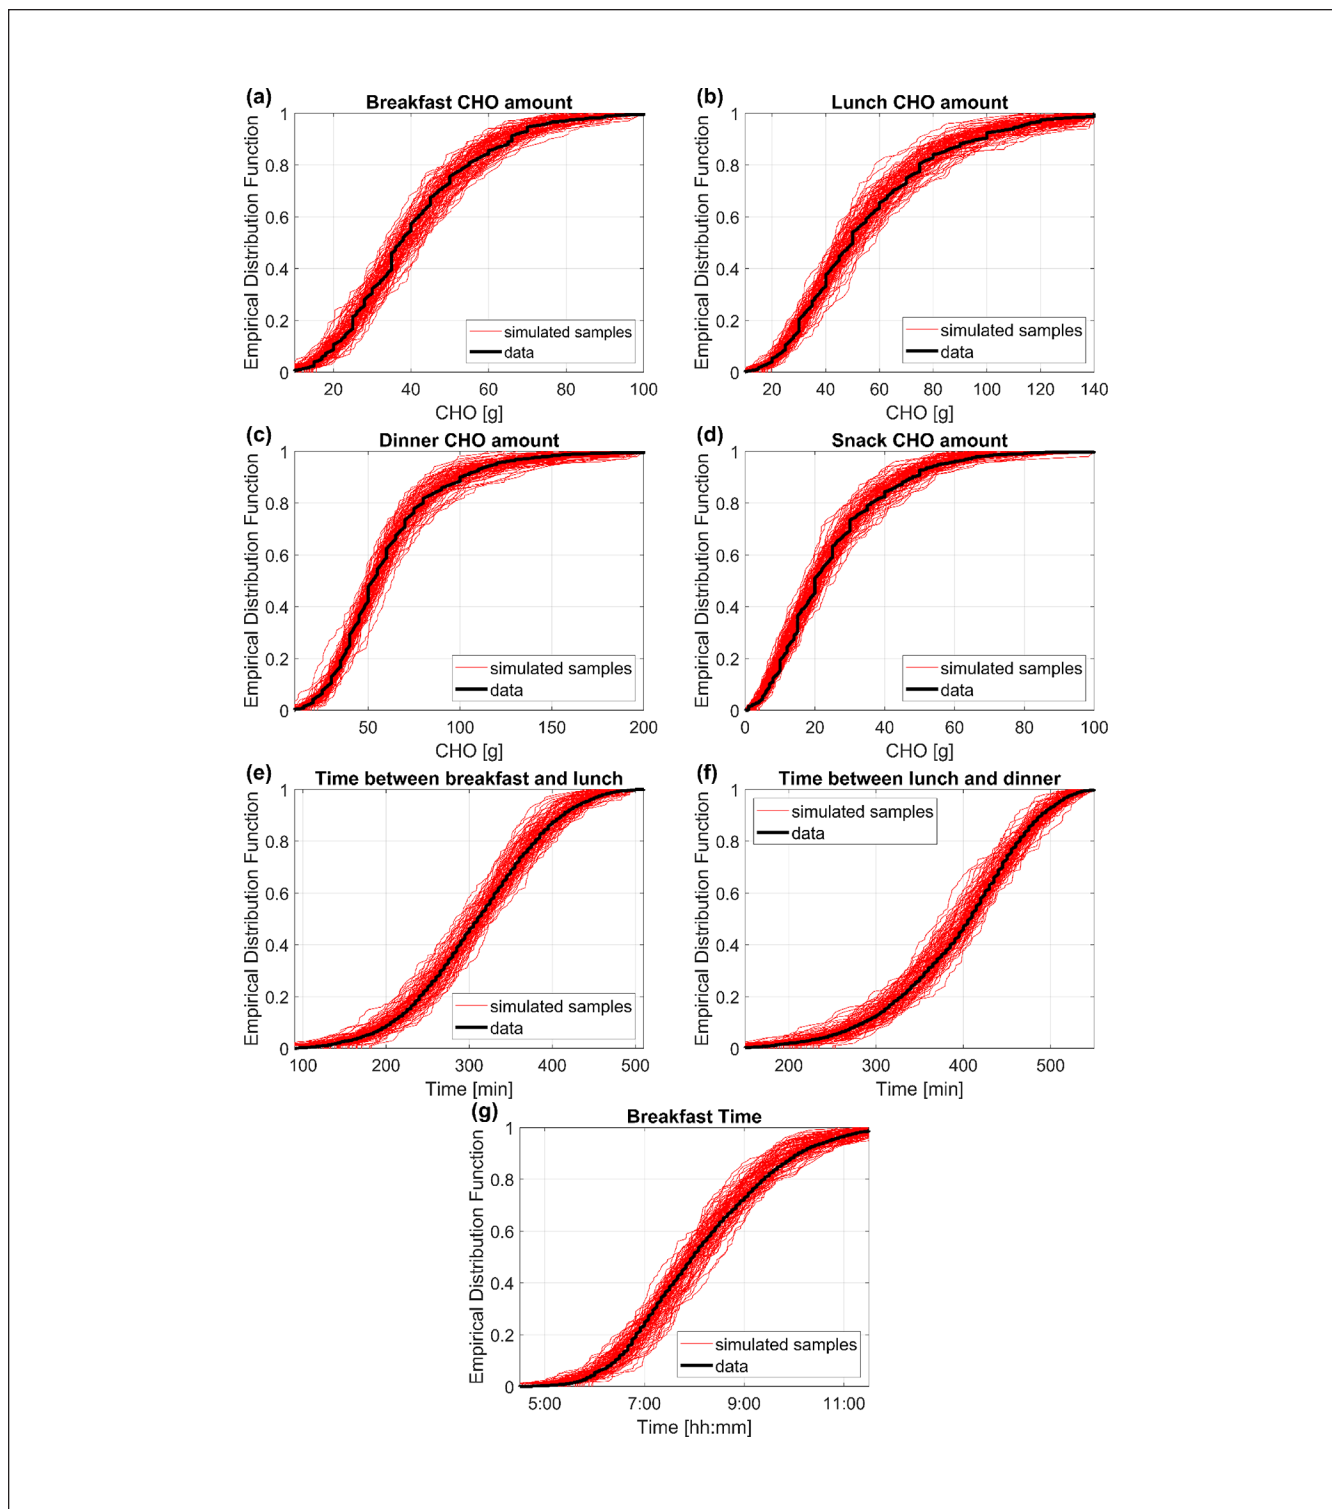 (a) Breakfast CHO amount
Empirical Distribution Function
1
0.8
0.6
0.4
0.2
0
simulated samples
data
20 40 60 80 100
CHO [g]
(b) Lunch CHO amount
Empirical Distribution Function
1
0.8
0.6
0.4
0.2
0
simulated samples
data
20 40 60 80 100 120 140
CHO [g]
(c) Dinner CHO amount
Empirical Distribution Function
1
0.8
0.6
0.4
0.2
0
simulated samples
data
50 100 150 200
CHO [g]
(d) Snack CHO amount
Empirical Distribution Function
1
0.8
0.6
0.4
0.2
0
simulated samples
data
0 20 40 60 80 100
CHO [g]
(e) Time between breakfast and lunch
Empirical Distribution Function
1
0.8
0.6
0.4
0.2
0
simulated samples
data
100 200 300 400 500
Time [min]
(f) Time between lunch and dinner
Empirical Distribution Function
1
0.8
0.6
0.4
0.2
0
simulated samples
data
200 300 400 500
Time [min]
(g) Breakfast Time
Empirical Distribution Function
1
0.8
0.6
0.4
0.2
0
simulated samples
data
5:00 7:00 9:00 11:00
Time [hh:mm]